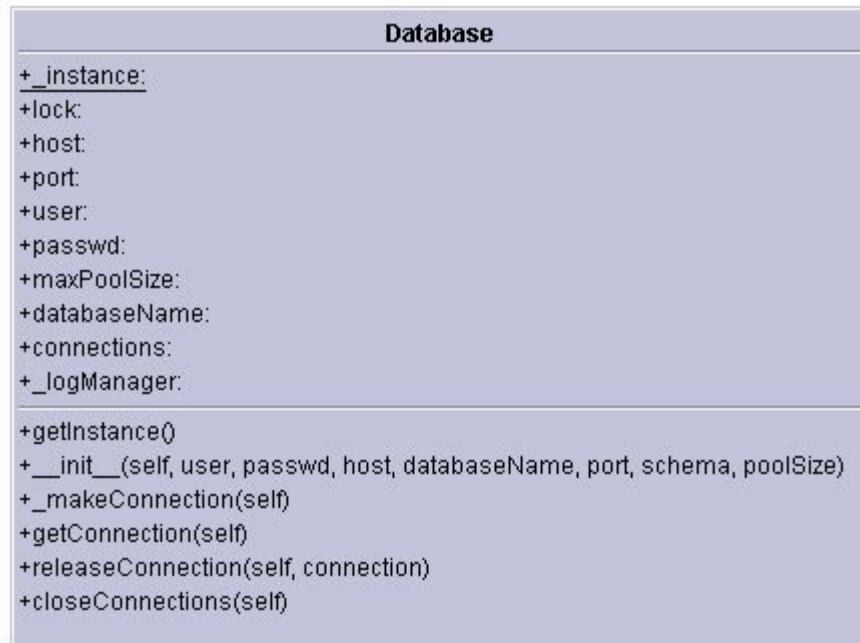 Database
+_instance:
+lock:
+host:
+port:
+user:
+passwd:
+maxPoolSize:
+databaseName:
+connections:
+_logManager:
+getInstance()
+__init__(self, user, passwd, host, databaseName, port, schema, poolSize)
+_makeConnection(self)
+getConnection(self)
+releaseConnection(self, connection)
+closeConnections(self)